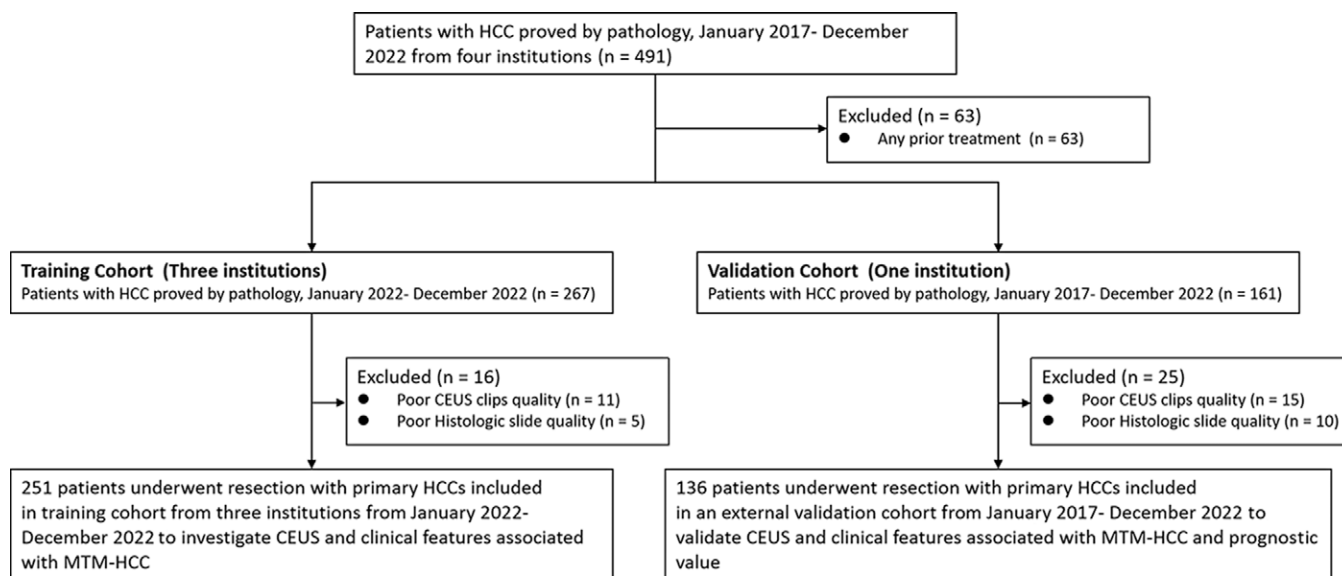 Patients with HCC proved by pathology, January 2017- December
2022 from four institutions (n = 491)
Excluded (n = 63)
● Any prior treatment (n = 63)
Training Cohort (Three institutions)
Patients with HCC proved by pathology, January 2022- December 2022 (n = 267)
Validation Cohort (One institution)
Patients with HCC proved by pathology, January 2017- December 2022 (n = 161)
Excluded (n = 16)
● Poor CEUS clips quality (n = 11)
● Poor Histologic slide quality (n = 5)
Excluded (n = 25)
● Poor CEUS clips quality (n = 15)
● Poor Histologic slide quality (n = 10)
251 patients underwent resection with primary HCCs included
in training cohort from three institutions from January 2022-
December 2022 to investigate CEUS and clinical features associated
with MTM-HCC
136 patients underwent resection with primary HCCs included
in an external validation cohort from January 2017- December 2022 to
validate CEUS and clinical features associated with MTM-HCC and prognostic
value